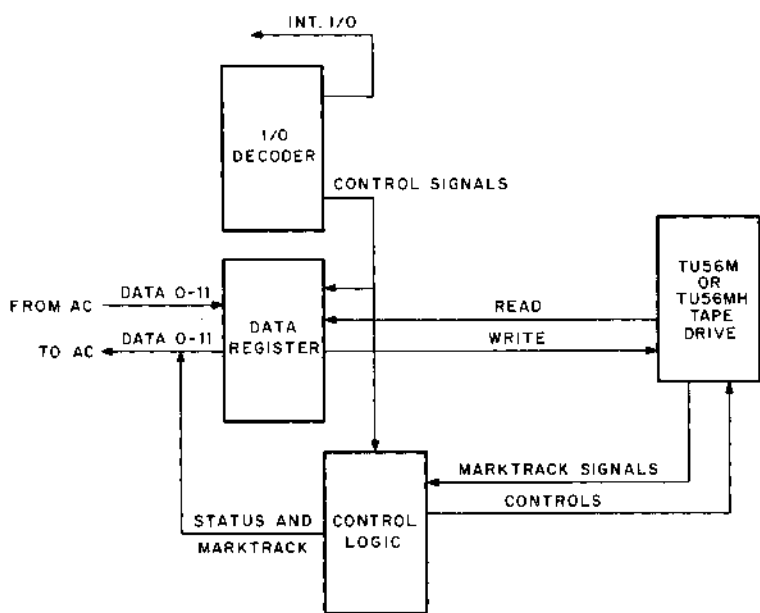 INT. I/O
I/O
DECODER
CONTROL SIGNALS
TU56M
OR
TU56MH
TAPE
DRIVE
FROM AC
DATA 0-11
TO AC
DATA 0-11
DATA
REGISTER
READ
WRITE
MARKTRACK SIGNALS
CONTROLS
STATUS AND
MARKTRACK
CONTROL
LOGIC